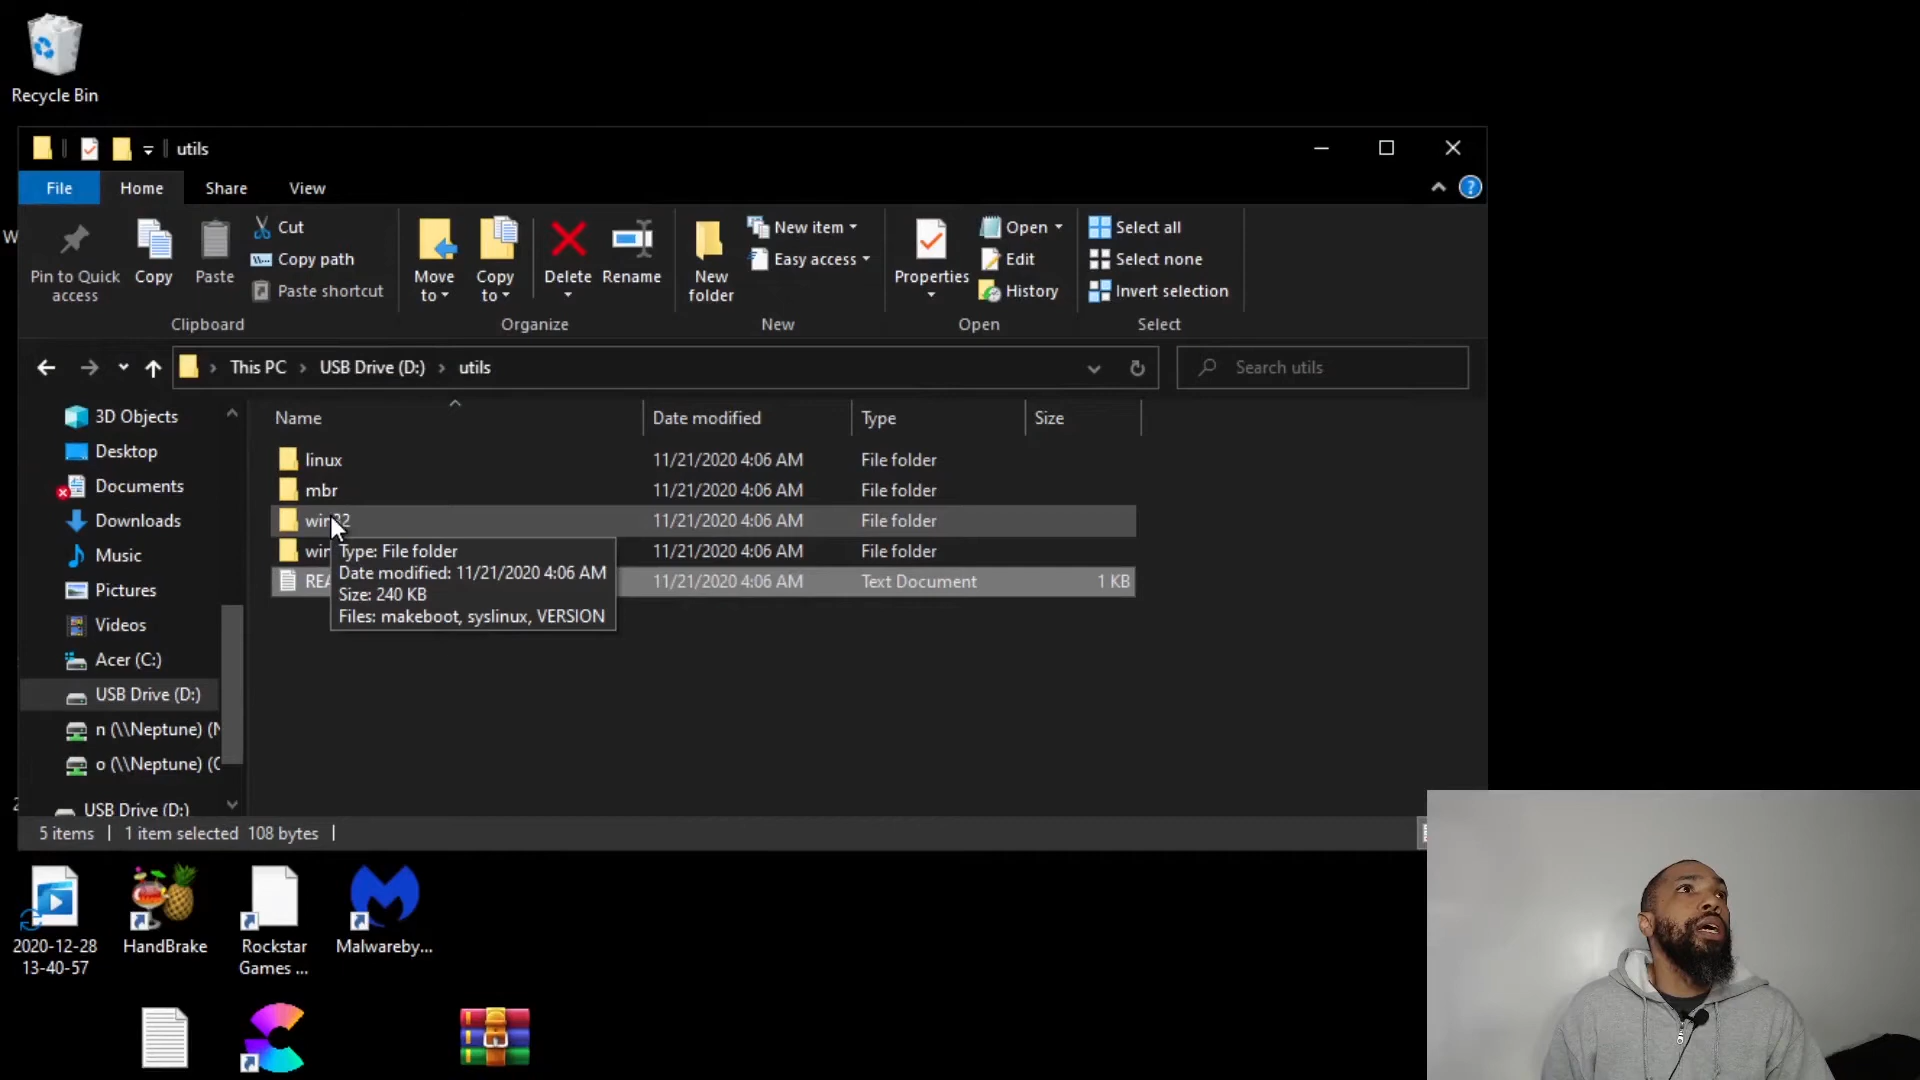 Recycle Bin
utils
File Home Share View
Pin to Quick access
Copy
Paste
Cut
Copy path
Paste shortcut
Clipboard
Move to
Copy to
Delete
Rename
Organize
New folder
New item
Easy access
New
Properties
Open
Edit
History
Open
Select all
Select none
Invert selection
Select
This PC > USB Drive (D:) > utils
Search utils
3D Objects
Desktop
Documents
Downloads
Music
Pictures
Videos
Acer (C:)
USB Drive (D:)
n (\\Neptune) (N
o (\\Neptune) (O
USB Drive (D:)
Name Date modified Type Size
linux 11/21/2020 4:06 AM File folder
mbr 11/21/2020 4:06 AM File folder
win32 11/21/2020 4:06 AM File folder
win 11/21/2020 4:06 AM File folder
REA 11/21/2020 4:06 AM Text Document 1 KB
Type: File folder
Date modified: 11/21/2020 4:06 AM
Size: 240 KB
Files: makeboot, syslinux, VERSION
5 items | 1 item selected 108 bytes |
2020-12-28
13-40-57
HandBrake
Rockstar
Games ...
Malwareby...